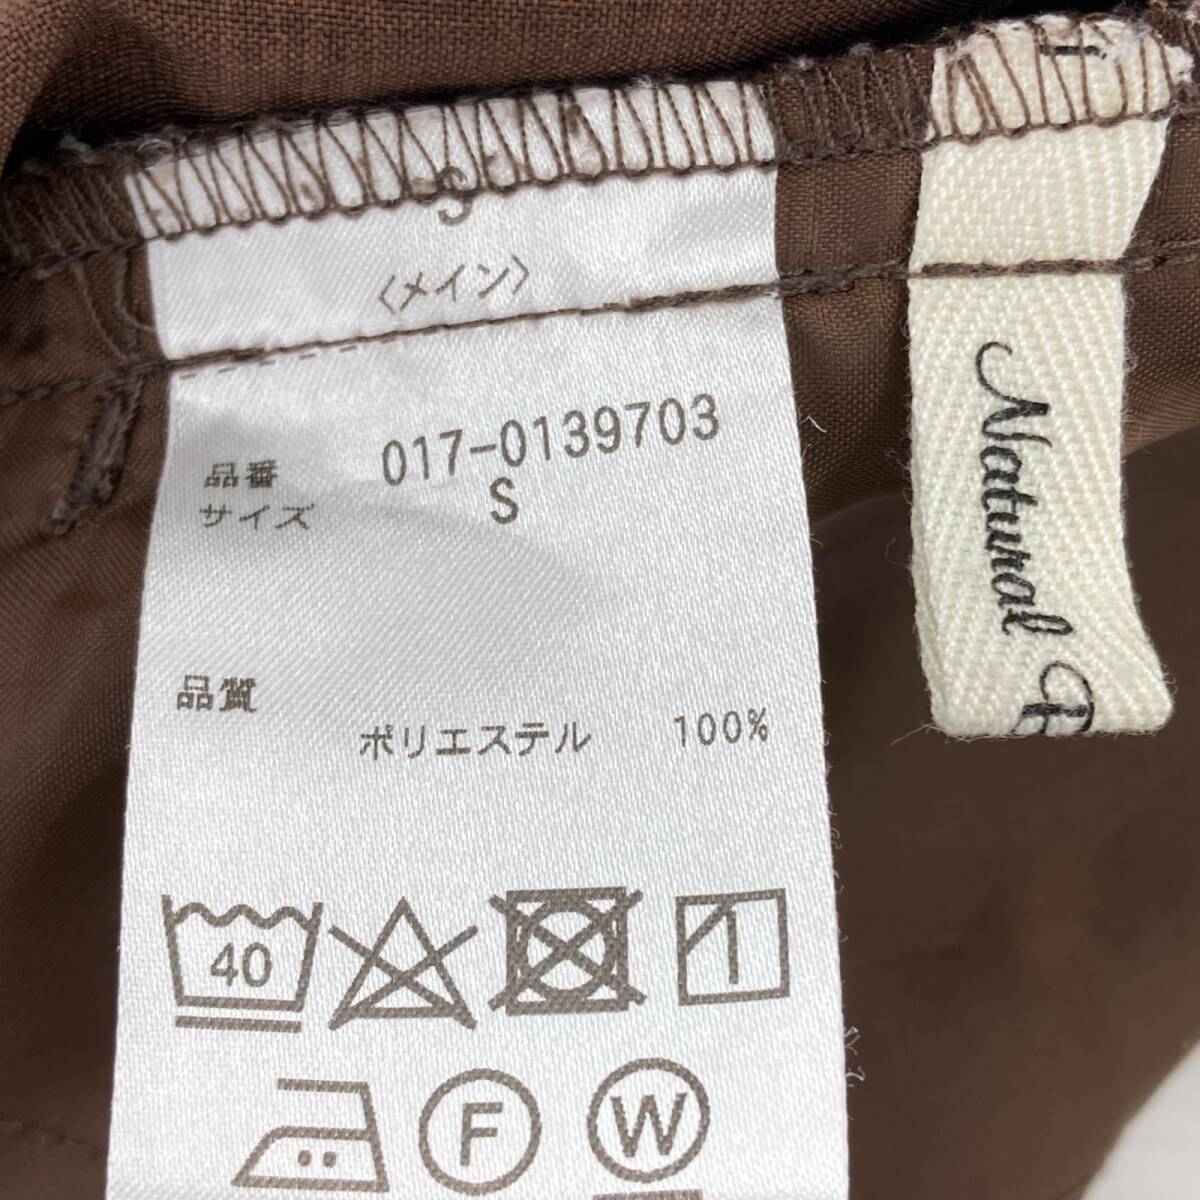 S
〈メイン〉
品番 017-0139703
サイズ S
品質
ポリエステル 100%
40
F
W
Natural